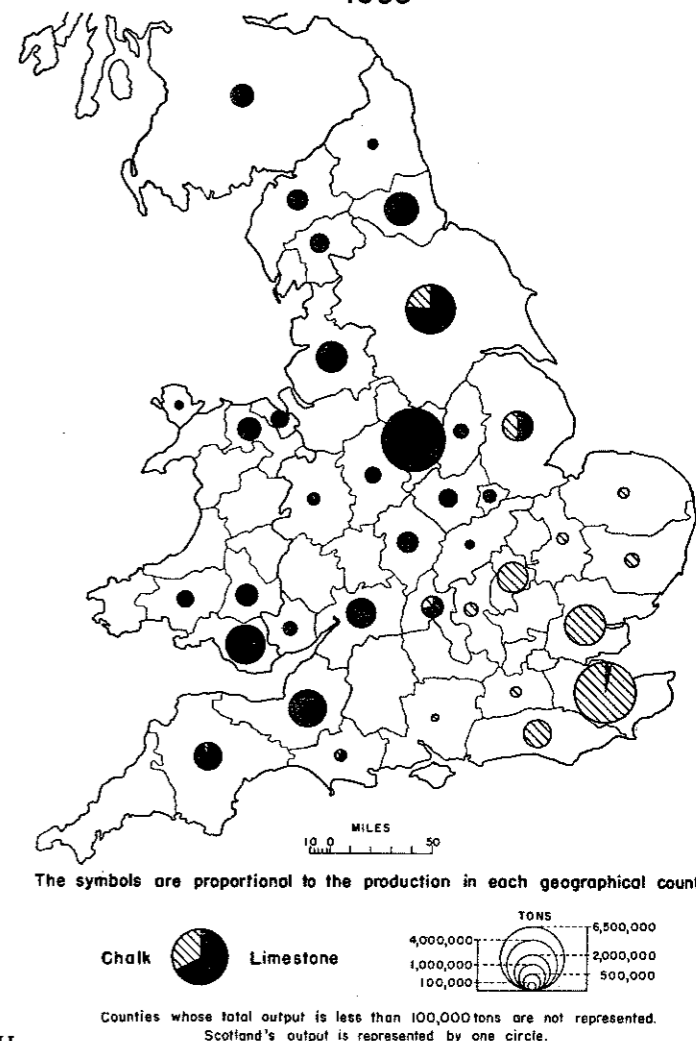 MILES
10 0 50
The symbols are proportional to the production in each geographical
Chalk Limestone
TONS
4,000,000 6,500,000
1,000,000 2,000,000
100,000 500,000
Counties whose total output is less than 100,000 tons are not represented.
Scotland's output is represented by one circle.